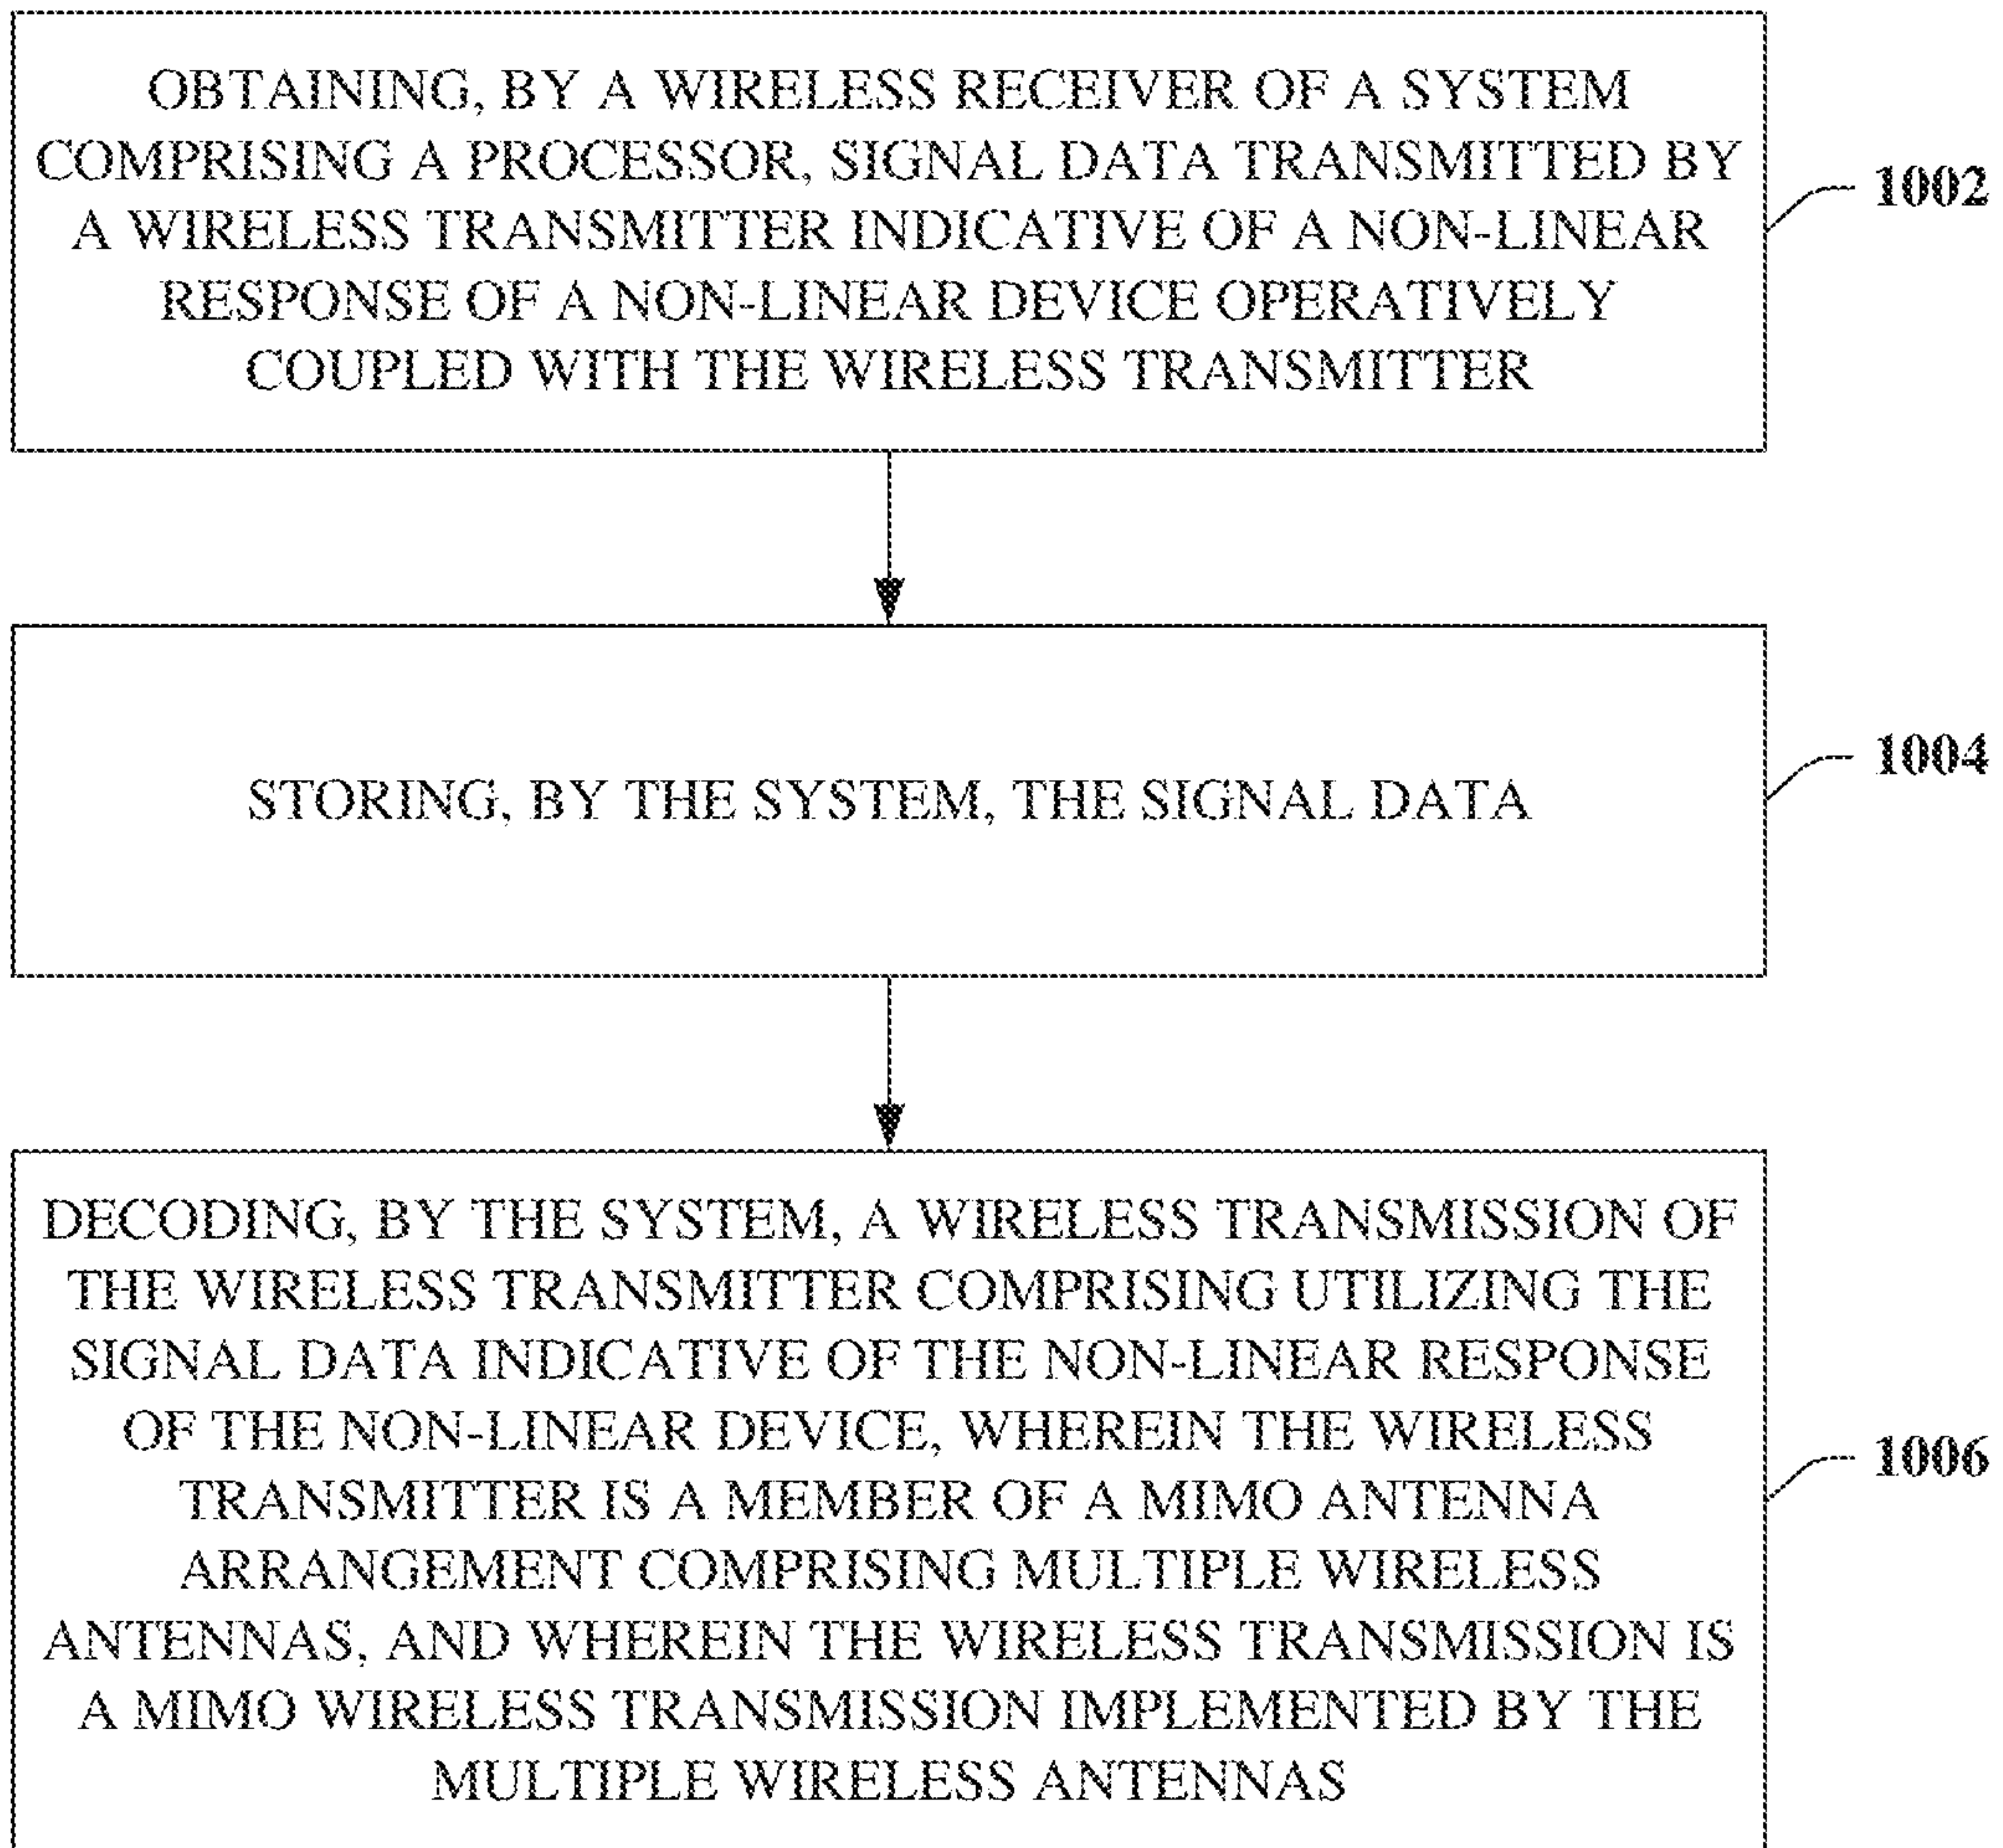 OBTAINING, BY A WIRELESS RECEIVER OF A SYSTEM
COMPRISING A PROCESSOR, SIGNAL DATA TRANSMITTED BY
A WIRELESS TRANSMITTER INDICATIVE OF A NON-LINEAR
RESPONSE OF A NON-LINEAR DEVICE OPERATIVELY
COUPLED WITH THE WIRELESS TRANSMITTER
1002
STORING, BY THE SYSTEM, THE SIGNAL DATA
1004
DECODING, BY THE SYSTEM, A WIRELESS TRANSMISSION OF
THE WIRELESS TRANSMITTER COMPRISING UTILIZING THE
SIGNAL DATA INDICATIVE OF THE NON-LINEAR RESPONSE
OF THE NON-LINEAR DEVICE, WHEREIN THE WIRELESS
TRANSMITTER IS A MEMBER OF A MIMO ANTENNA
ARRANGEMENT COMPRISING MULTIPLE WIRELESS
ANTENNAS, AND WHEREIN THE WIRELESS TRANSMISSION IS
A MIMO WIRELESS TRANSMISSION IMPLEMENTED BY THE
MULTIPLE WIRELESS ANTENNAS
1006